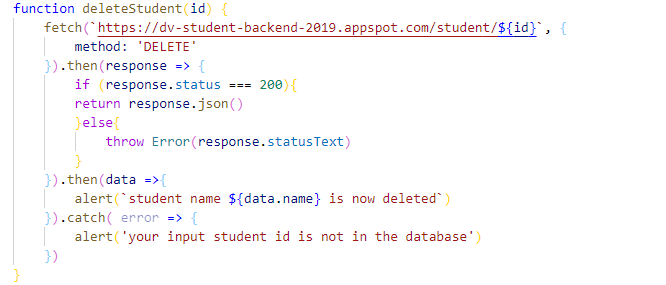 function deleteStudent(id) {
    fetch(`https://dv-student-backend-2019.appspot.com/student/${id}`, {
        method: 'DELETE'
    }).then(response => {
        if (response.status === 200){
        return response.json()
        }else{
            throw Error(response.statusText)
        }
    }).then(data =>{
        alert(`student name ${data.name} is now deleted`)
    }).catch( error => {
        alert('your input student id is not in the database')
    })
}